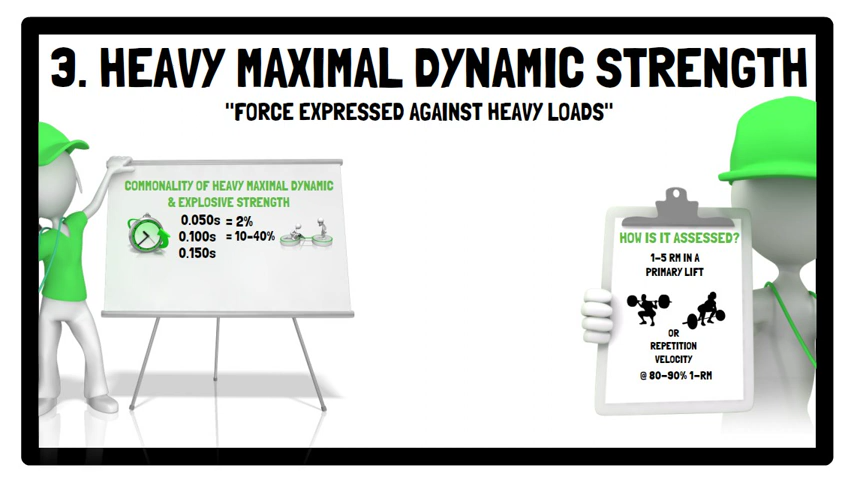 3. HEAVY MAXIMAL DYNAMIC STRENGTH
"FORCE EXPRESSED AGAINST HEAVY LOADS"
COMMONALITY OF HEAVY MAXIMAL DYNAMIC
& EXPLOSIVE STRENGTH
0.050s = 2%
0.100s = 10-40%
0.150s
HOW IS IT ASSESSED?
1-5 RM IN A
PRIMARY LIFT
OR
REPETITION
VELOCITY
@ 80-90% 1-RM